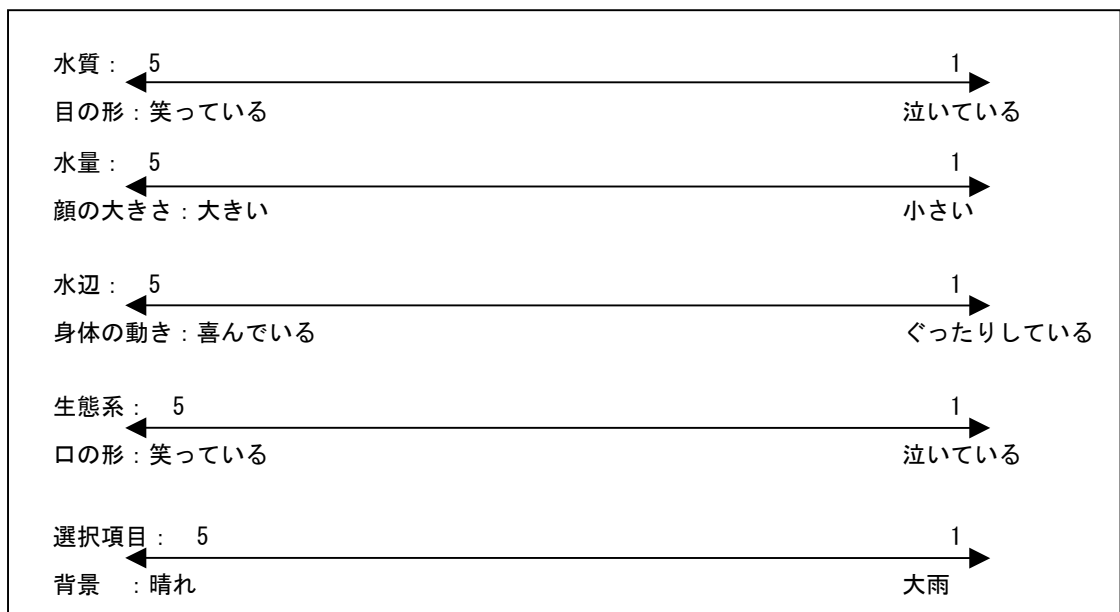 水質： 5 1
目の形：笑っている 泣いている
水量： 5 1
顔の大きさ：大きい 小さい
水辺： 5 1
身体の動き：喜んでいる ぐったりしている
生態系： 5 1
口の形：笑っている 泣いている
選択項目： 5 1
背景 ：晴れ 大雨